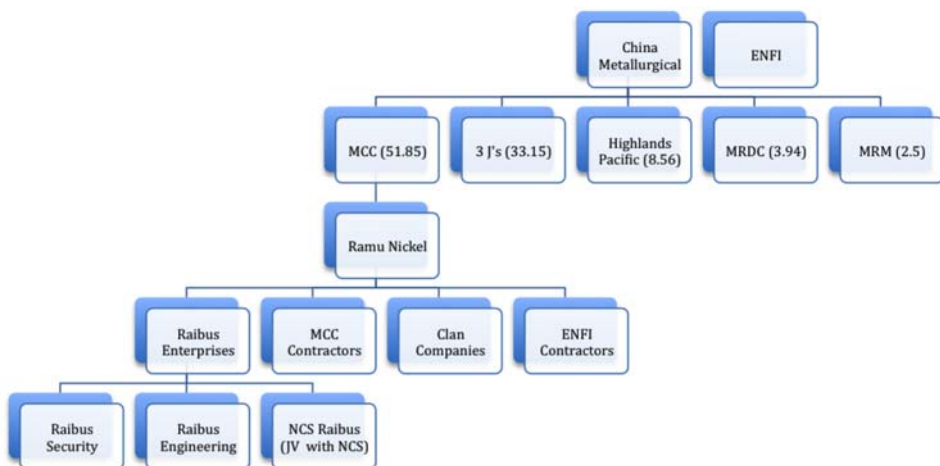 China
Metallurgical
ENFI
MCC (51.85)
3 J's (33.15)
Highlands
Pacific (8.56)
MRDC (3.94)
MRM (2.5)
Ramu Nickel
Raibus
Enterprises
MCC
Contractors
Clan
Companies
ENFI
Contractors
Raibus
Security
Raibus
Engineering
NCS Raibus
(JV with NCS)